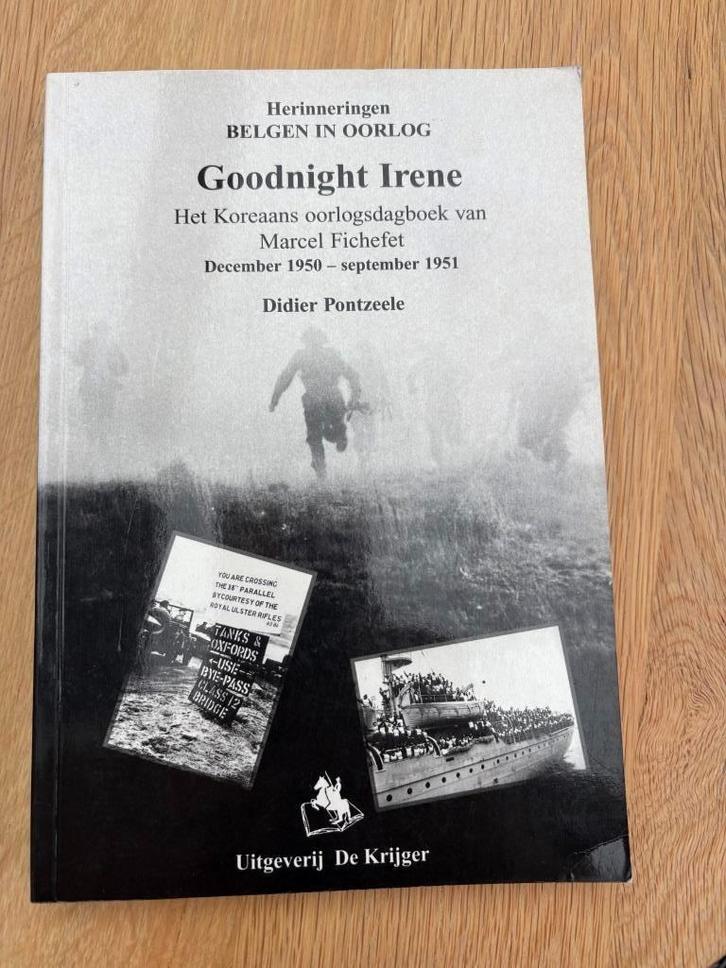 Herinneringen
BELGEN IN OORLOG
Goodnight Irene
Het Koreaans oorlogsdagboek van
Marcel Fichefet
December 1950 – september 1951
Didier Pontzeele
YOU ARE CROSSING
THE 38TH PARALLEL
BY COURTESY OF THE
ROYAL ULSTER RIFLES
TANKS &
OXFORDS
USE
BYE-PASS
CLASS 12
BRIDGE
Uitgeverij De Krijger